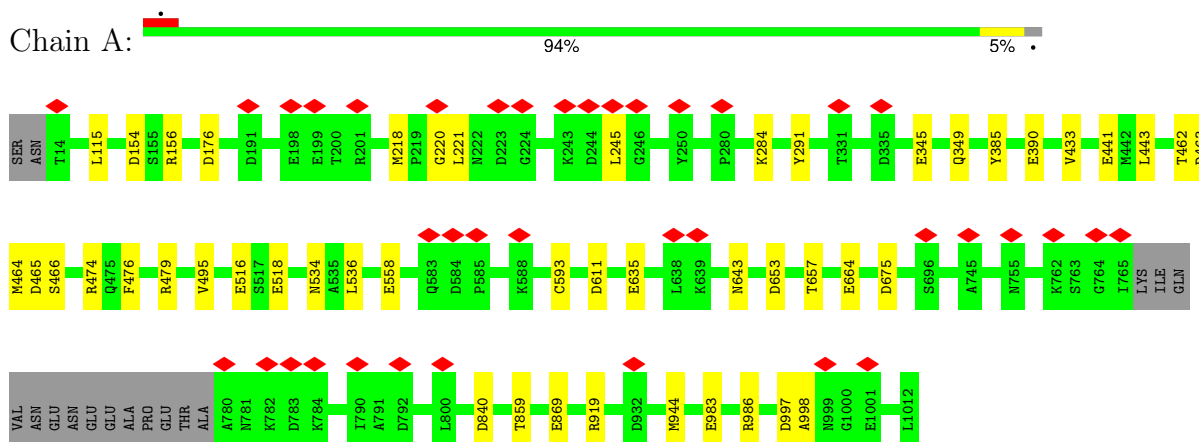 Chain A:
94%
5%
SER ASN T14 L115 D154 S155 R156 D176 D191 E198 E199 T200 R201 M218 P219 G220 L221 N222 D223 G224 K243 D244 L245 G246 Y250 P280 K284 Y291 T331 D335 E345 Q349 Y385 E390 V433 E441 M442 L443 T462
M464 D465 S466 R474 Q475 F476 R479 V495 E516 S517 E518 N534 A535 L536 E558 Q583 D584 P585 K588 C593 D611 E635 L638 K639 N643 D653 T657 E664 D675 S696 A745 N755 K762 S763 G764 I765 LYS ILE GLN
VAL ASN GLU ASN GLU GLU ALA PRO GLU THR ALA A780 N781 K782 D783 K784 I790 A791 D792 L800 D840 T859 E869 R919 D932 M944 E983 R986 D997 A998 N999 G1000 E1001 L1012